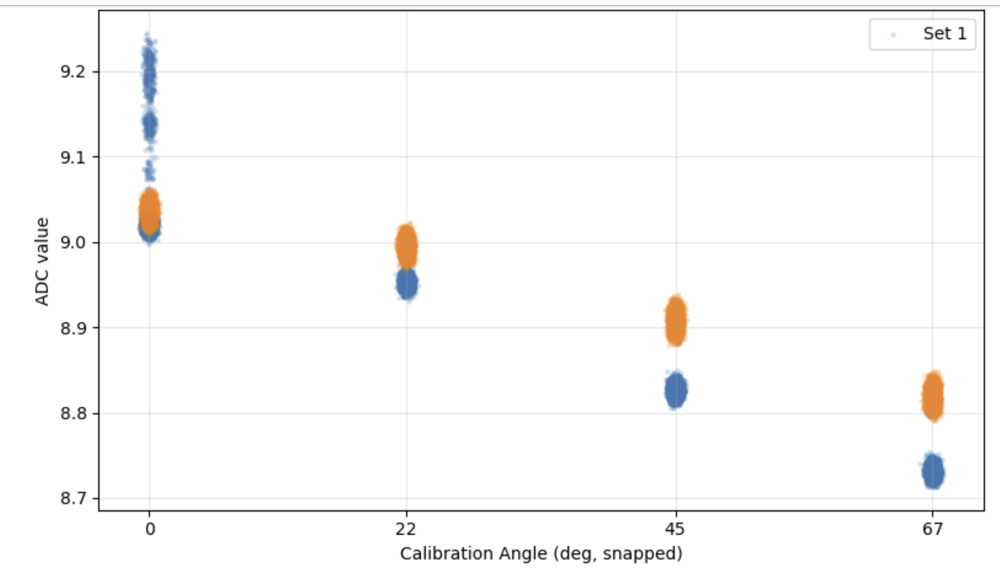 Set 1
9.2
9.1
9.0
8.9
8.8
8.7
ADC value
0 22 45 67
Calibration Angle (deg, snapped)